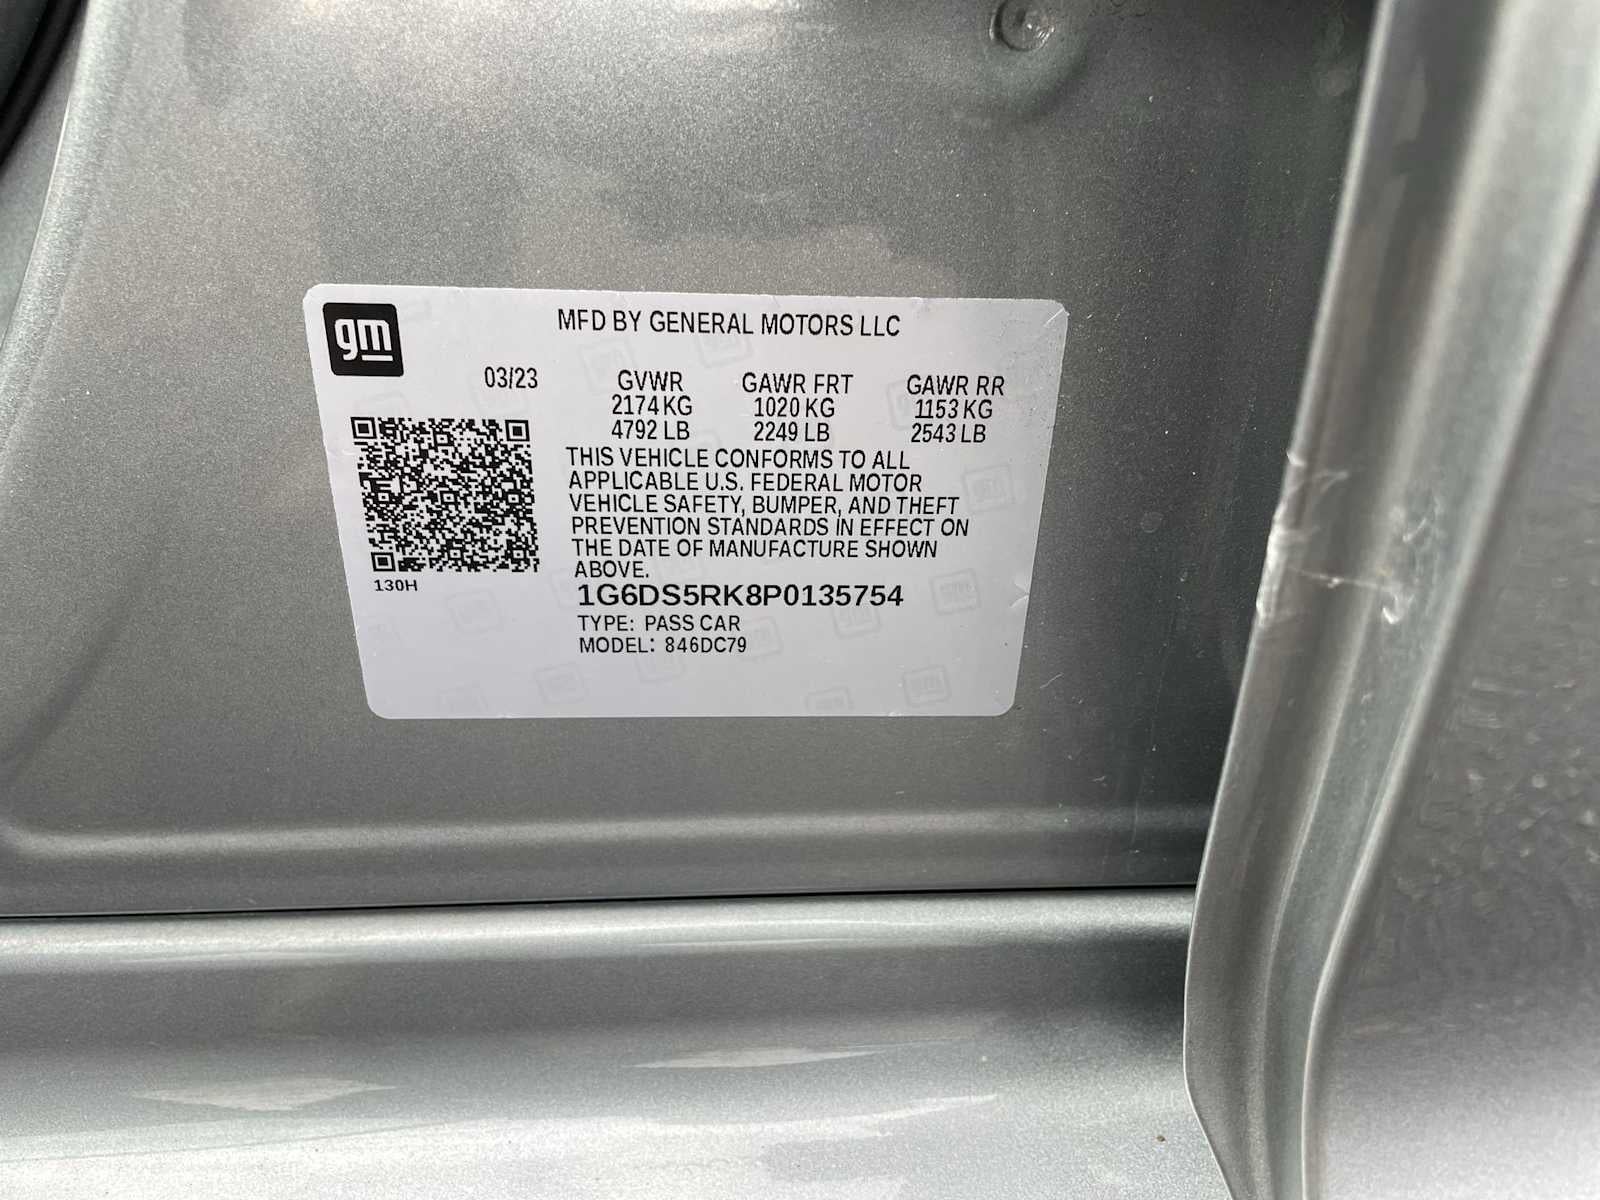 gm
MFD BY GENERAL MOTORS LLC
03/23
GVWR GAWR FRT GAWR RR
2174 KG 1020 KG 1153 KG
4792 LB 2249 LB 2543 LB
THIS VEHICLE CONFORMS TO ALL
APPLICABLE U.S. FEDERAL MOTOR
VEHICLE SAFETY, BUMPER, AND THEFT
PREVENTION STANDARDS IN EFFECT ON
THE DATE OF MANUFACTURE SHOWN
ABOVE.
130H
1G6DS5RK8P0135754
TYPE: PASS CAR
MODEL: 846DC79